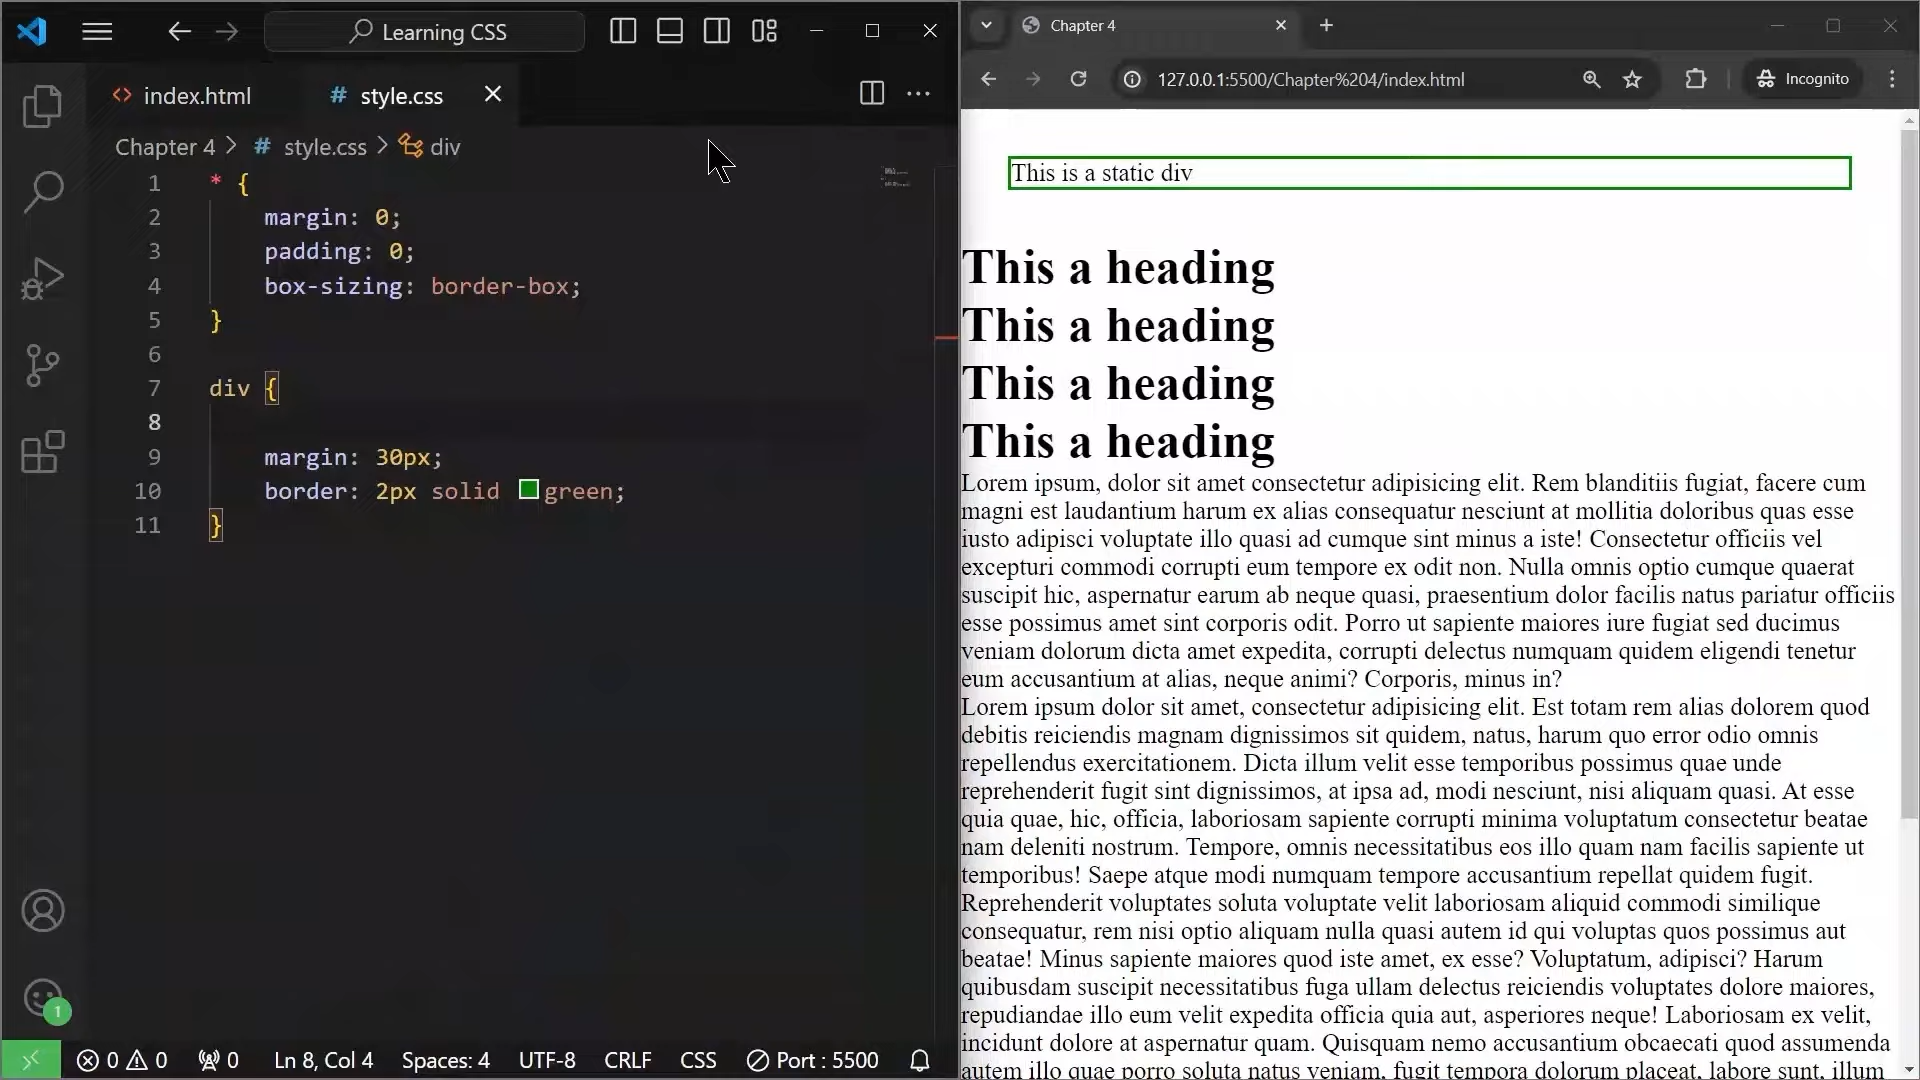 Learning CSS
index.html
style.css
Chapter 4 > # style.css > div
1 * {
2 margin: 0;
3 padding: 0;
4 box-sizing: border-box;
5 }
6
7 div {
8
9 margin: 30px;
10 border: 2px solid green;
11 }
1
0 0 0 Ln 8, Col 4 Spaces: 4 UTF-8 CRLF CSS Port : 5500
Chapter 4
127.0.0.1:5500/Chapter%204/index.html
Incognito
This is a static div
This a heading
This a heading
This a heading
This a heading
Lorem ipsum, dolor sit amet consectetur adipisicing elit. Rem blanditiis fugiat, facere cum
magni est laudantium harum ex alias consequatur nesciunt at mollitia doloribus quas esse
iusto adipisci voluptate illo quasi ad cumque sint minus a iste! Consectetur officiis vel
excepturi commodi corrupti eum tempore ex odit non. Nulla omnis optio cumque quaerat
suscipit hic, aspernatur earum ab neque quasi, praesentium dolor facilis natus pariatur officiis
esse possimus amet sint corporis odit. Porro ut sapiente maiores iure fugiat sed ducimus
veniam dolorum dicta amet expedita, corrupti delectus numquam quidem eligendi tenetur
eum accusantium at alias, neque animi? Corporis, minus in?
Lorem ipsum dolor sit amet, consectetur adipisicing elit. Est totam rem alias dolorem quod
debitis reiciendis magnam dignissimos sit quidem, natus, harum quo error odio omnis
repellendus exercitationem. Dicta illum velit esse temporibus possimus quae unde
reprehenderit fugit sint dignissimos, at ipsa ad, modi nesciunt, nisi aliquam quasi. At esse
quia quae, hic, officia, laboriosam sapiente corrupti minima voluptatum consectetur beatae
nam deleniti nostrum. Tempore, omnis necessitatibus eos illo quam nam facilis sapiente ut
temporibus! Saepe atque modi numquam tempore accusantium repellat quidem fugit.
Reprehenderit voluptates soluta voluptate velit laboriosam aliquid commodi similique
consequatur, rem nisi optio aliquam nulla quasi autem id qui voluptas quos possimus aut
beatae! Minus sapiente maiores quod iste amet, ex esse? Voluptatum, adipisci? Harum
quibusdam suscipit necessitatibus fuga ullam delectus reiciendis voluptates dolore maiores,
repudiandae illo eum velit expedita officia quia aut, asperiores neque! Laboriosam ex velit,
incidunt dolore at aspernatur quam. Quisquam nemo accusantium obcaecati quod assumenda
autem illo quae porro soluta natus veniam, fugit tempora dolorum placeat, labore sunt, illum